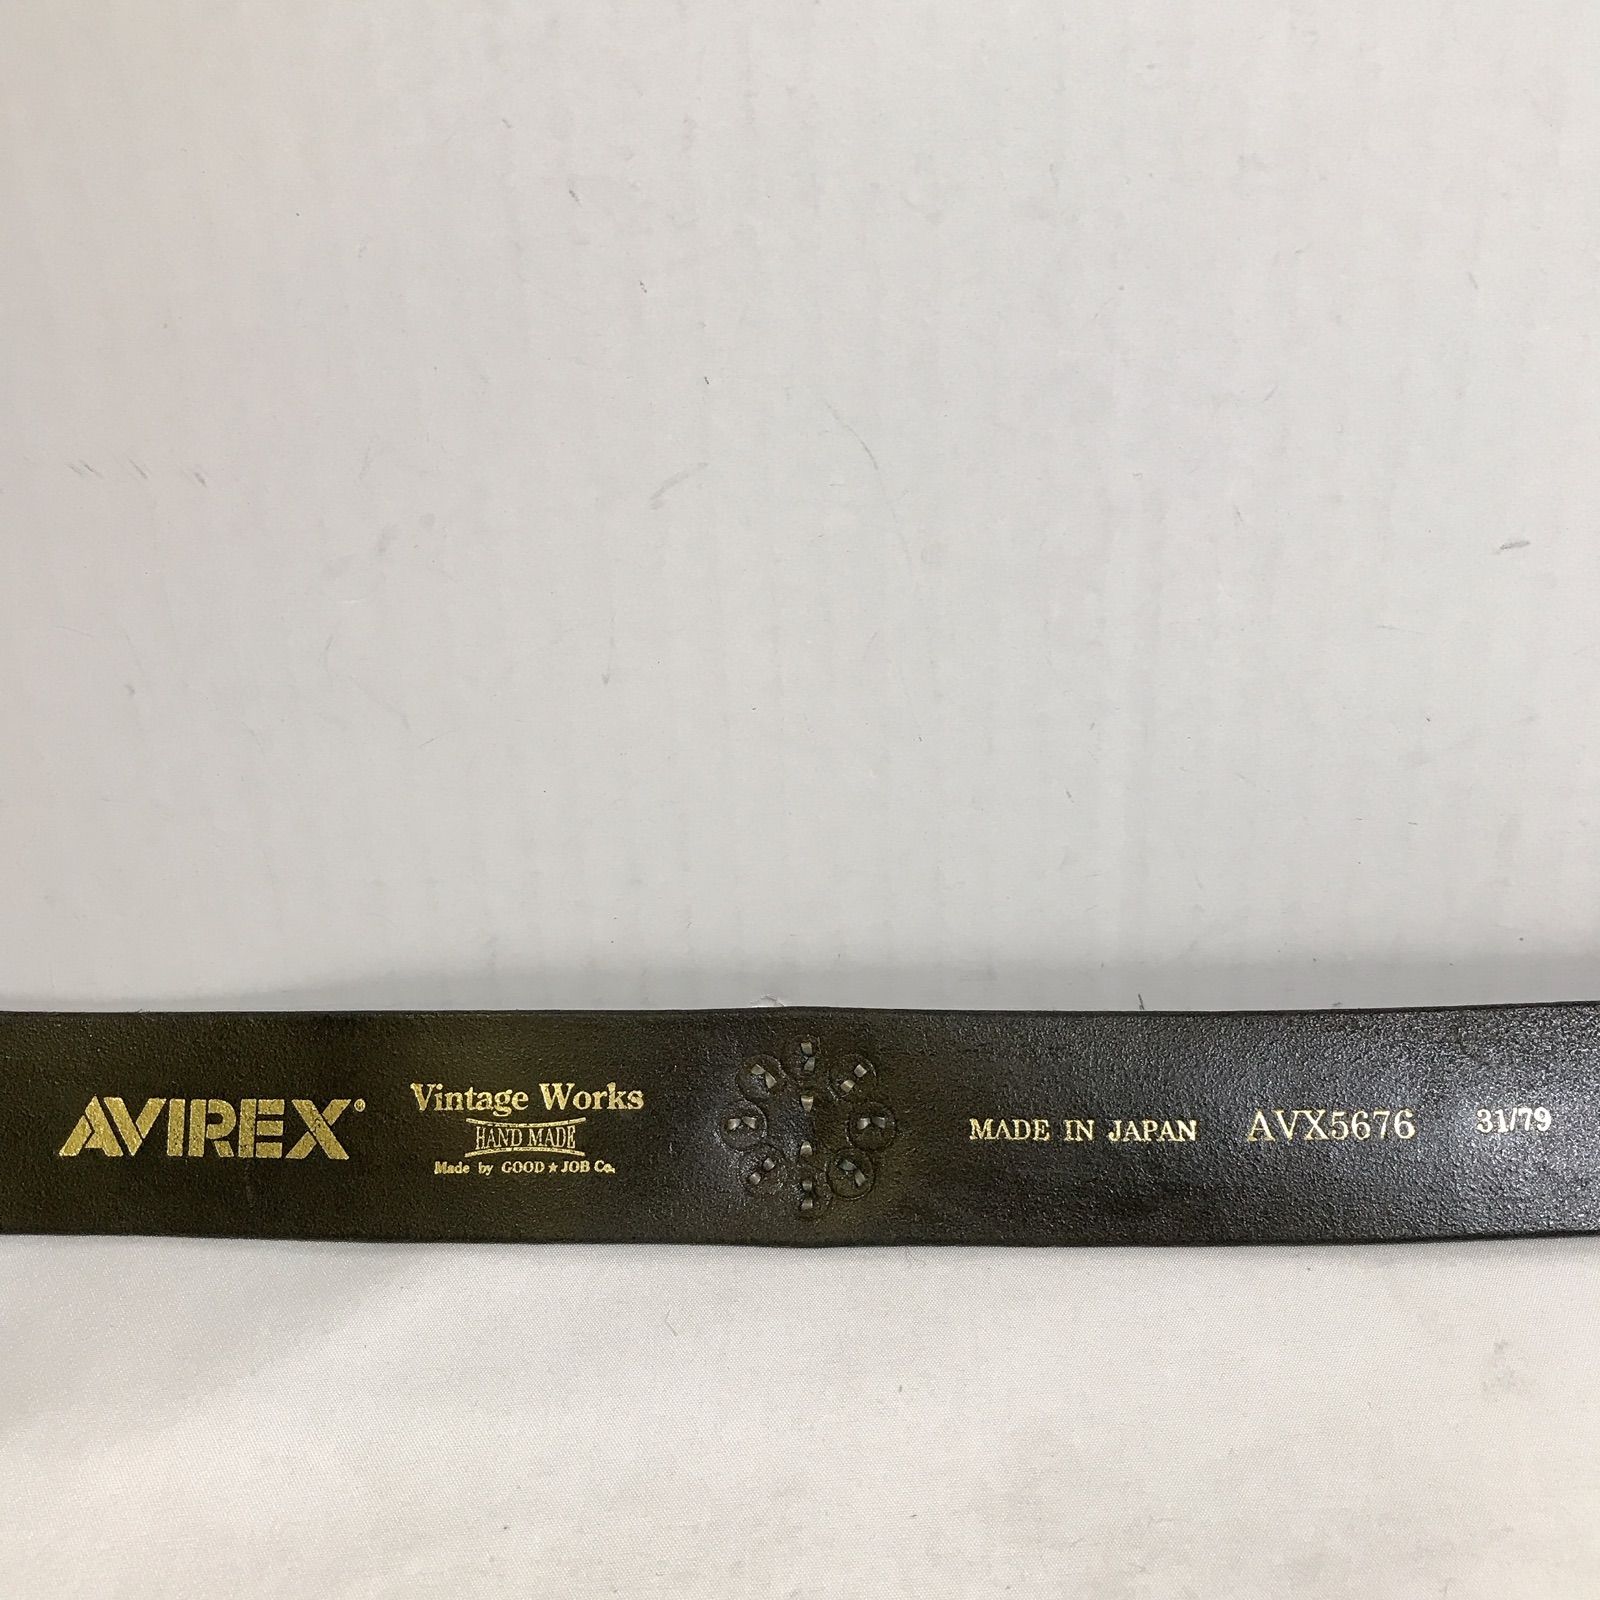 AVIREX®
Vintage Works
HAND MADE
Made by GOOD★JOB Co.
MADE IN JAPAN AVX5676 31/79